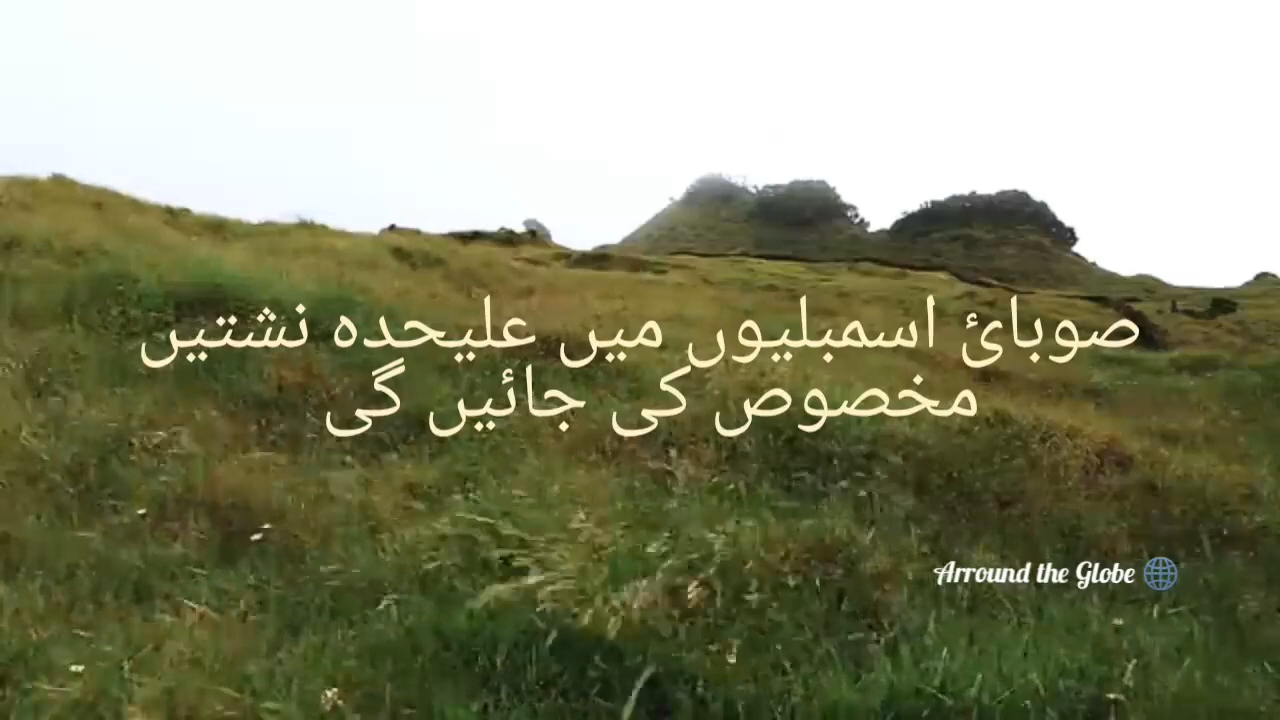 صوبائ اسمبلیوں میں علیحدہ نشتیں
مخصوص کی جائیں گی
Arround the Globe